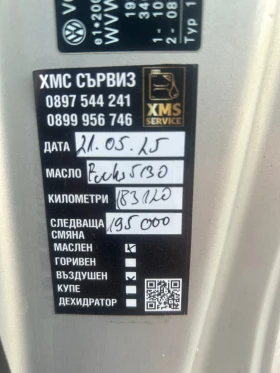 ХМС СЪРВИЗ
0897 544 241
0899 956 746
XMS
SERVICE
ДАТА 21.05.25
МАСЛО 5W30
КИЛОМЕТРИ 183120
СЛЕДВАЩА СМЯНА 195000
МАСЛЕН
ГОРИВЕН
ВЪЗДУШЕН
КУПЕ
ДЕХИДРАТОР